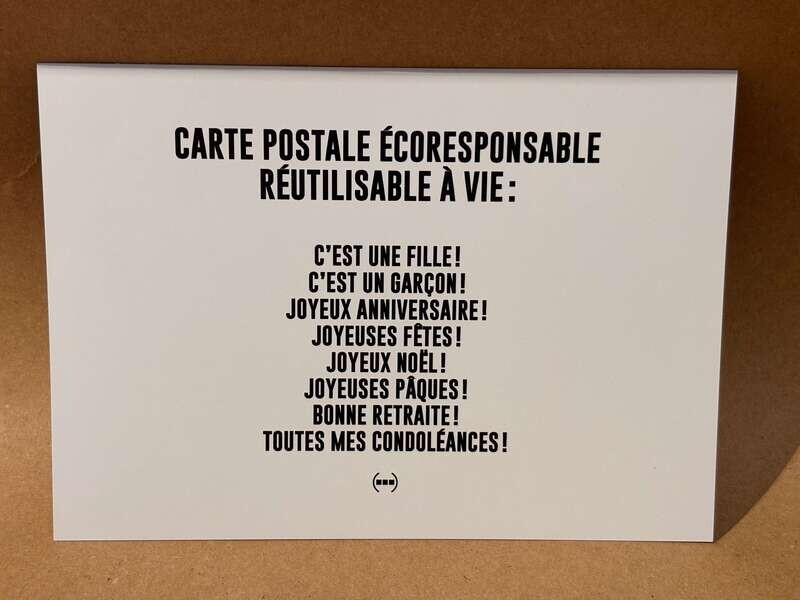 CARTE POSTALE ÉCORESPONSABLE
RÉUTILISABLE À VIE :
C'EST UNE FILLE !
C'EST UN GARÇON !
JOYEUX ANNIVERSAIRE !
JOYEUSES FÊTES !
JOYEUX NOËL !
JOYEUSES PÂQUES !
BONNE RETRAITE !
TOUTES MES CONDOLÉANCES !
(...)